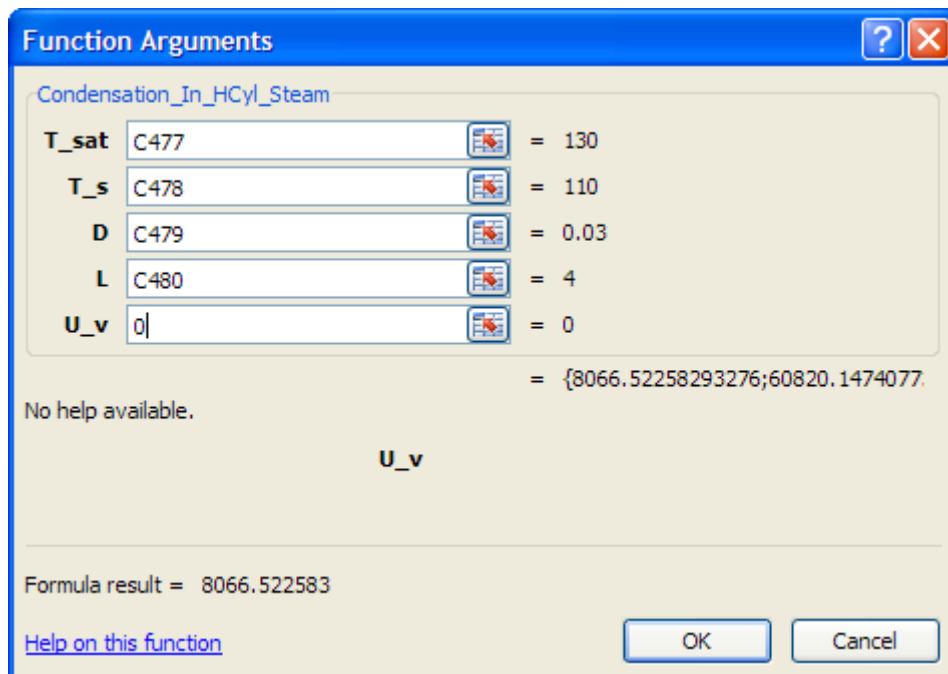 Function Arguments
Condensation_In_HCyl_Steam
T_sat C477 = 130
T_s C478 = 110
D C479 = 0.03
L C480 = 4
U_v 0 = 0
= {8066.52258293276;60820.1474077
No help available.
U_v
Formula result = 8066.522583
Help on this function
OK Cancel